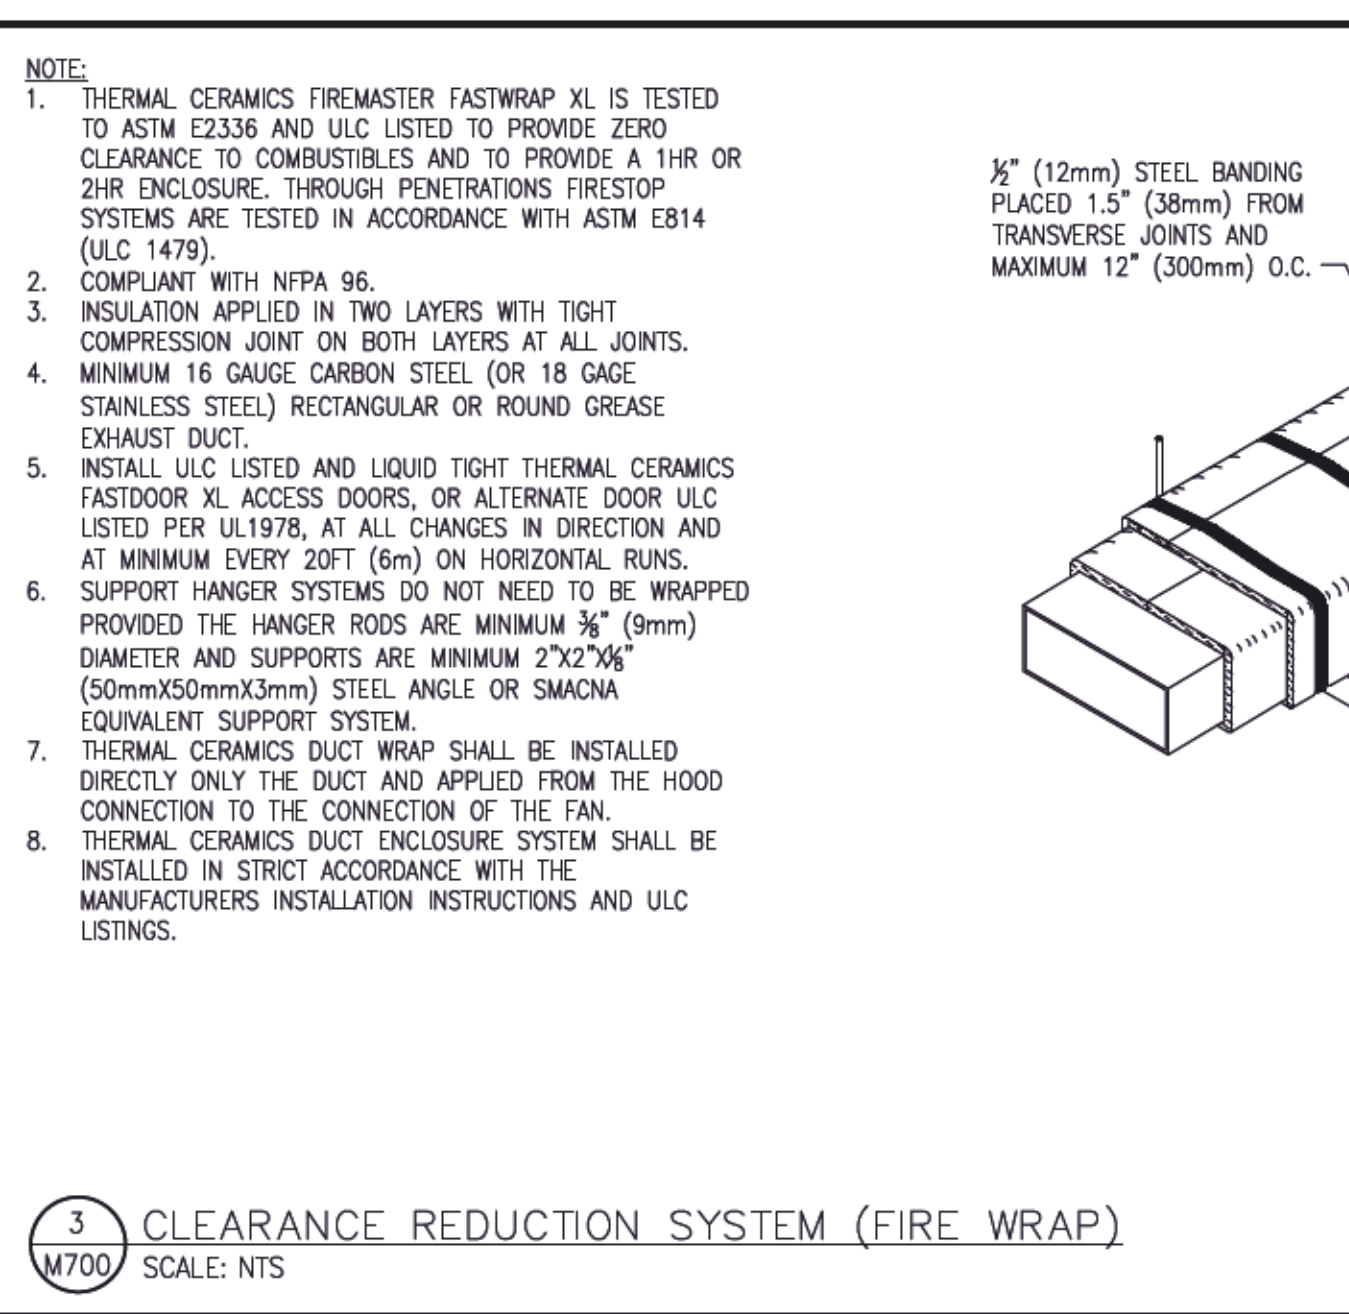 NOTE:
1. THERMAL CERAMICS FIREMASTER FASTWRAP XL IS TESTED
TO ASTM E2336 AND ULC LISTED TO PROVIDE ZERO
CLEARANCE TO COMBUSTIBLES AND TO PROVIDE A 1HR OR
2HR ENCLOSURE. THROUGH PENETRATIONS FIRESTOP
SYSTEMS ARE TESTED IN ACCORDANCE WITH ASTM E814
(ULC 1479).
2. COMPLIANT WITH NFPA 96.
3. INSULATION APPLIED IN TWO LAYERS WITH TIGHT
COMPRESSION JOINT ON BOTH LAYERS AT ALL JOINTS.
4. MINIMUM 16 GAUGE CARBON STEEL (OR 18 GAGE
STAINLESS STEEL) RECTANGULAR OR ROUND GREASE
EXHAUST DUCT.
5. INSTALL ULC LISTED AND LIQUID TIGHT THERMAL CERAMICS
FASTDOOR XL ACCESS DOORS, OR ALTERNATE DOOR ULC
LISTED PER UL1978, AT ALL CHANGES IN DIRECTION AND
AT MINIMUM EVERY 20FT (6m) ON HORIZONTAL RUNS.
6. SUPPORT HANGER SYSTEMS DO NOT NEED TO BE WRAPPED
PROVIDED THE HANGER RODS ARE MINIMUM ⅜" (9mm)
DIAMETER AND SUPPORTS ARE MINIMUM 2"X2"X⅛"
(50mmX50mmX3mm) STEEL ANGLE OR SMACNA
EQUIVALENT SUPPORT SYSTEM.
7. THERMAL CERAMICS DUCT WRAP SHALL BE INSTALLED
DIRECTLY ONLY THE DUCT AND APPLIED FROM THE HOOD
CONNECTION TO THE CONNECTION OF THE FAN.
8. THERMAL CERAMICS DUCT ENCLOSURE SYSTEM SHALL BE
INSTALLED IN STRICT ACCORDANCE WITH THE
MANUFACTURERS INSTALLATION INSTRUCTIONS AND ULC
LISTINGS.
½" (12mm) STEEL BANDING
PLACED 1.5" (38mm) FROM
TRANSVERSE JOINTS AND
MAXIMUM 12" (300mm) O.C.
3
M700
CLEARANCE REDUCTION SYSTEM (FIRE WRAP)
SCALE: NTS